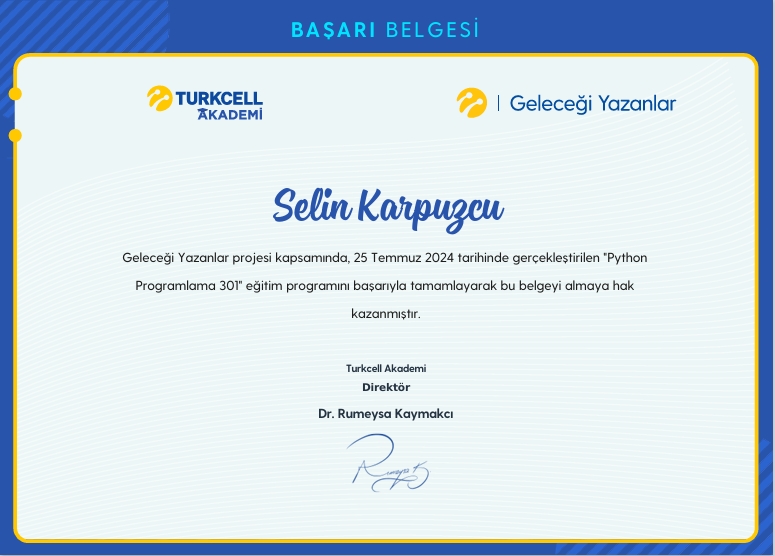 BAŞARI BELGESİ
TURKCELL
AKADEMİ
Geleceği Yazanlar
Selin Karpuzcu
Geleceği Yazanlar projesi kapsamında, 25 Temmuz 2024 tarihinde gerçekleştirilen "Python
Programlama 301" eğitim programını başarıyla tamamlayarak bu belgeyi almaya hak
kazanmıştır.
Turkcell Akademi
Direktör
Dr. Rumeysa Kaymakcı